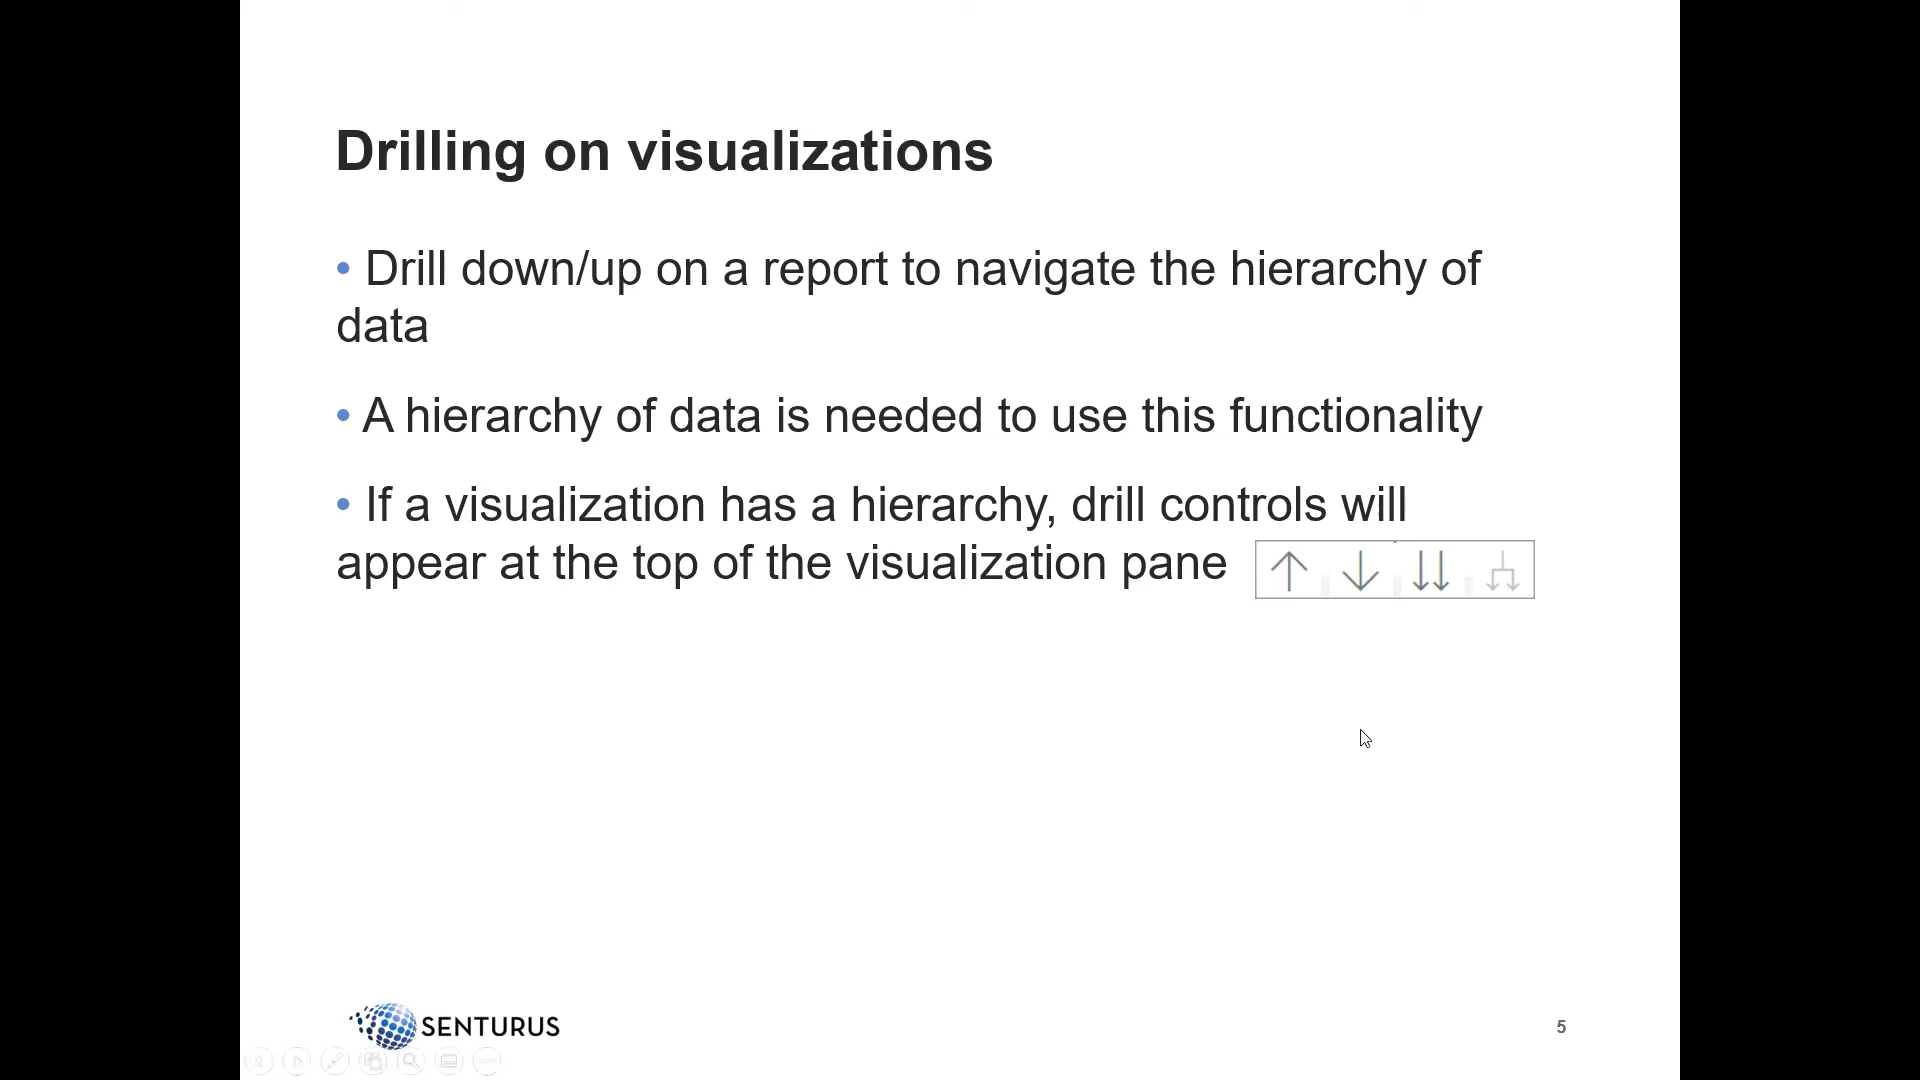 Drilling on visualizations
• Drill down/up on a report to navigate the hierarchy of
data
• A hierarchy of data is needed to use this functionality
• If a visualization has a hierarchy, drill controls will
appear at the top of the visualization pane
SENTURUS
5